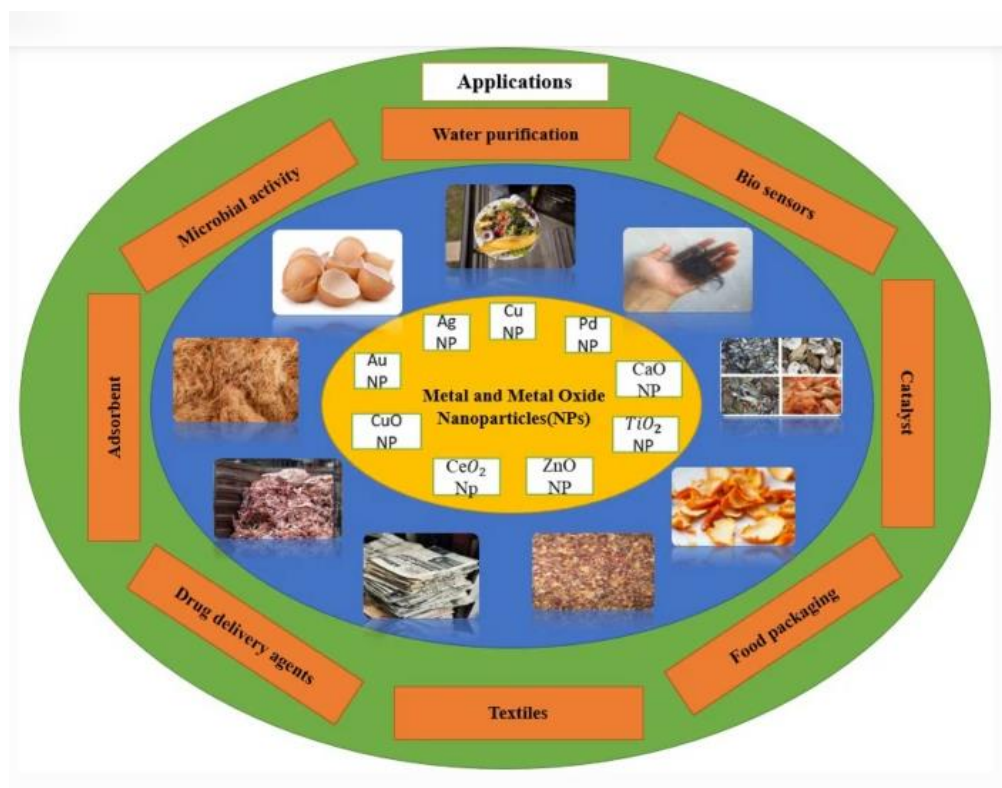 Applications
Water purification
Microbial activity
Bio sensors
Adsorbent
Catalyst
Drug delivery agents
Food packaging
Textiles
Ag
NP
Cu
NP
Pd
NP
Au
NP
CaO
NP
Metal and Metal Oxide
Nanoparticles(NPs)
CuO
NP
TiO₂
NP
CeO₂
Np
ZnO
NP